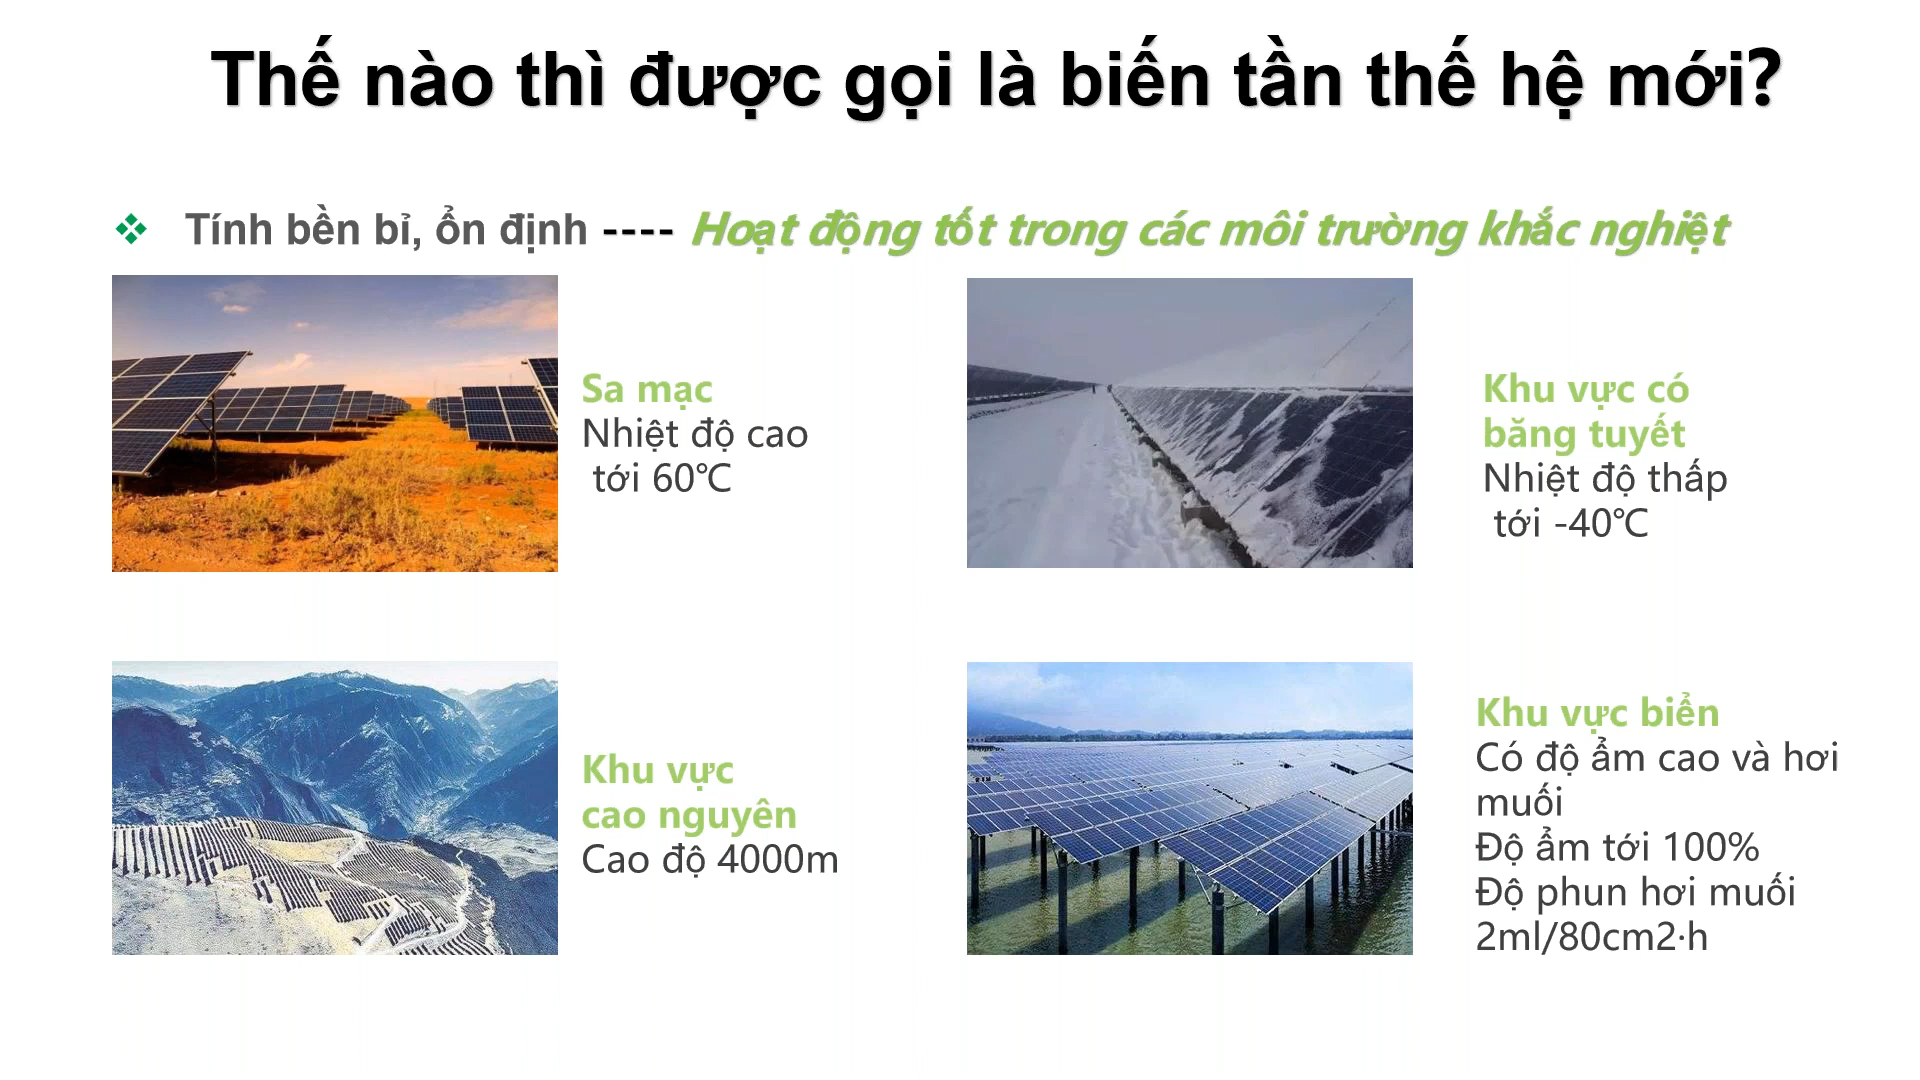 Thế nào thì được gọi là biến tần thế hệ mới?
❖ Tính bền bỉ, ổn định ---- Hoạt động tốt trong các môi trường khắc nghiệt
Sa mạc
Nhiệt độ cao
tới 60℃
Khu vực có
băng tuyết
Nhiệt độ thấp
tới -40℃
Khu vực
cao nguyên
Cao độ 4000m
Khu vực biển
Có độ ẩm cao và hơi
muối
Độ ẩm tới 100%
Độ phun hơi muối
2ml/80cm2·h